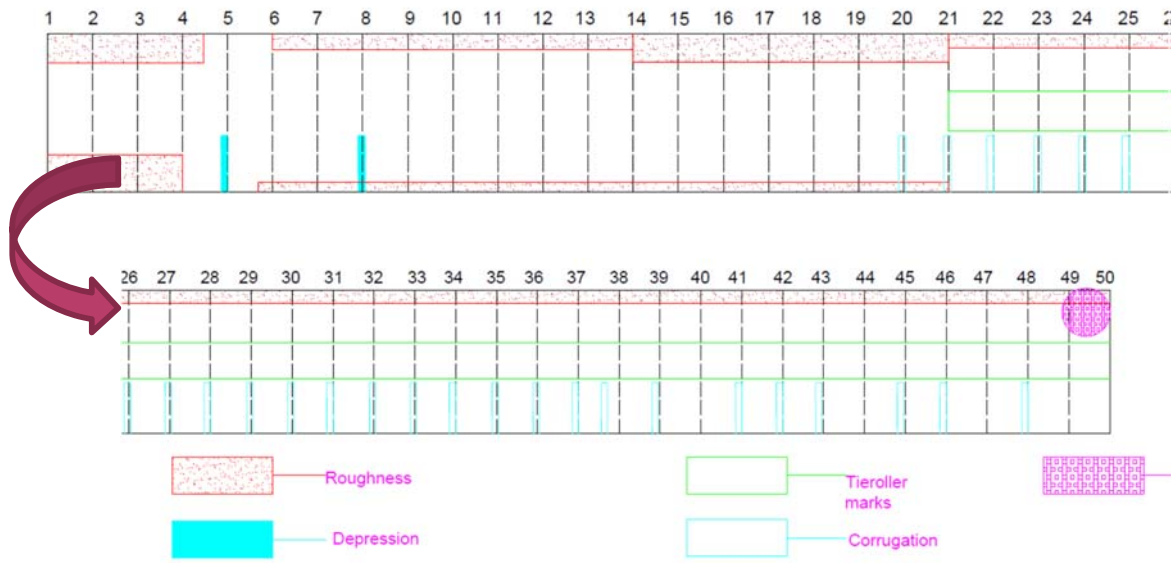 1 2 3 4 5 6 7 8 9 10 11 12 13 14 15 16 17 18 19 20 21 22 23 24 25
26 27 28 29 30 31 32 33 34 35 36 37 38 39 41 42 43 44 45 46 47 48 49 50
Roughness
Tieroller
marks
Depression
Corrugation